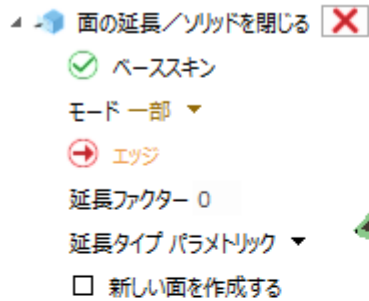 面の延長／ソリッドを閉じる
ベーススキン
モード 一部
エッジ
延長ファクター 0
延長タイプ パラメトリック
新しい面を作成する